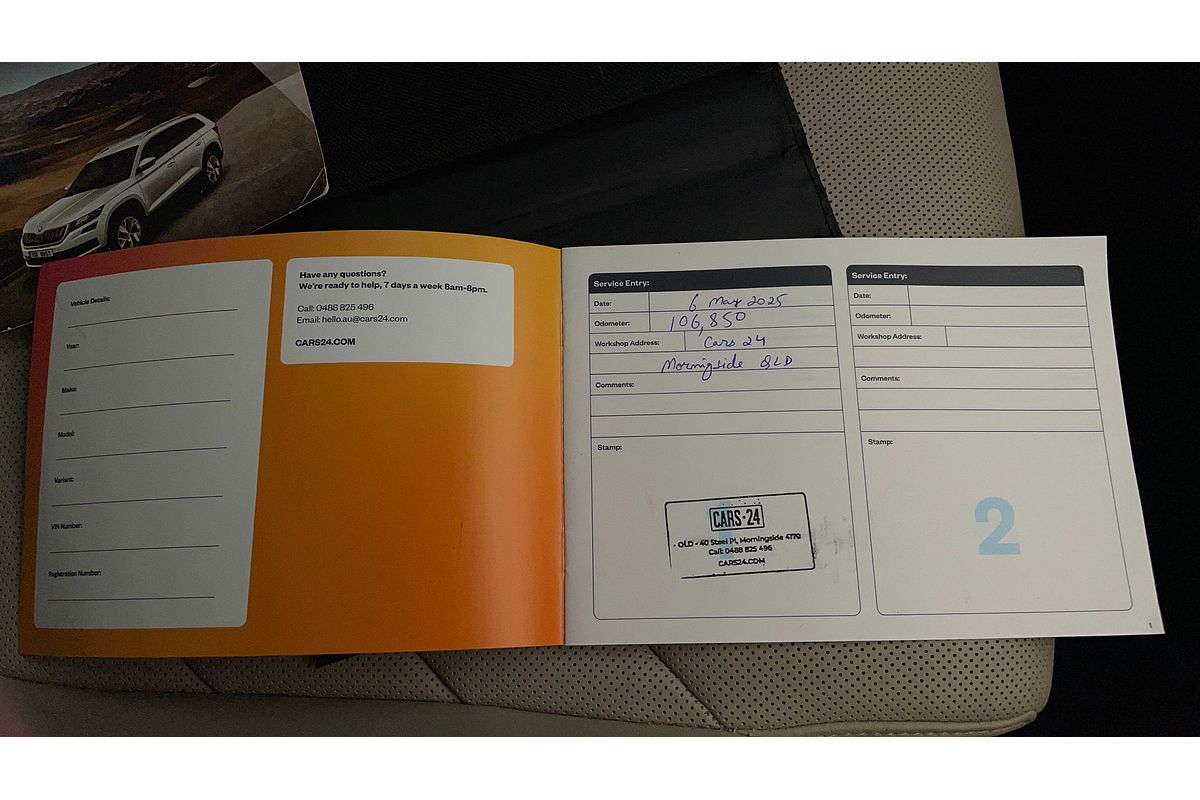 Vehicle Details:
Year:
Make:
Model:
Variant:
VIN Number:
Registration Number:
Have any questions?
We're ready to help, 7 days a week 8am-8pm.
Call: 0488 825 496
Email: hello.au@cars24.com
CARS24.COM
Service Entry:
Date: 6 May 2025
Odometer: 106,850
Workshop Address: Cars 24
Morningside QLD
Comments:
Stamp:
CARS-24
QLD - 40 Steel Pl, Morningside 4170
Call: 0488 825 496
CARS24.COM
Service Entry:
Date:
Odometer:
Workshop Address:
Comments:
Stamp:
2